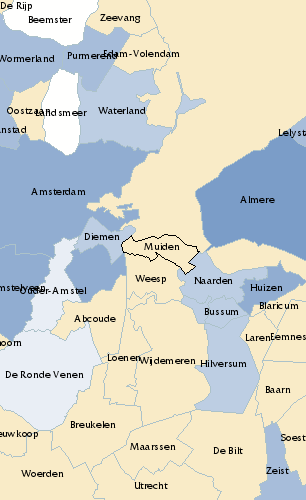 De Rijp
Beemster
Zeevang
Edam-Volendam
Purmerend
Wormerland
Oostzaan
Landsmeer
Waterland
anstad
Lelyst
Amsterdam
Almere
Diemen
Muiden
Weesp
Naarden
Huizen
mstelveen
Ouder-Amstel
Blaricum
Bussum
Abcoude
Laren
Eemnes
oorn
Loenen
Wijdemeren
Hilversum
De Ronde Venen
Baarn
Breukelen
euwkoop
Maarssen
De Bilt
Soest
Woerden
Zeist
Utrecht